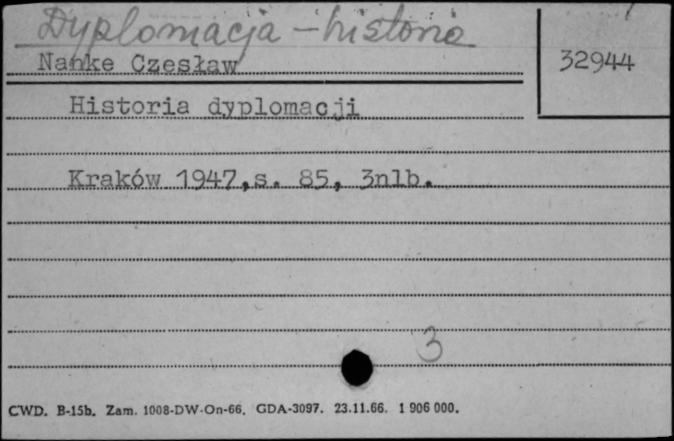 Dyplomacja - historia
Nanke Czesław
32944
Historia dyplomacji
Kraków 1947,s. 85, 3nlb.
3
CWD. B-15b. Zam. 1008-DW-On-66. GDA-3097. 23.11.66. 1 906 000.